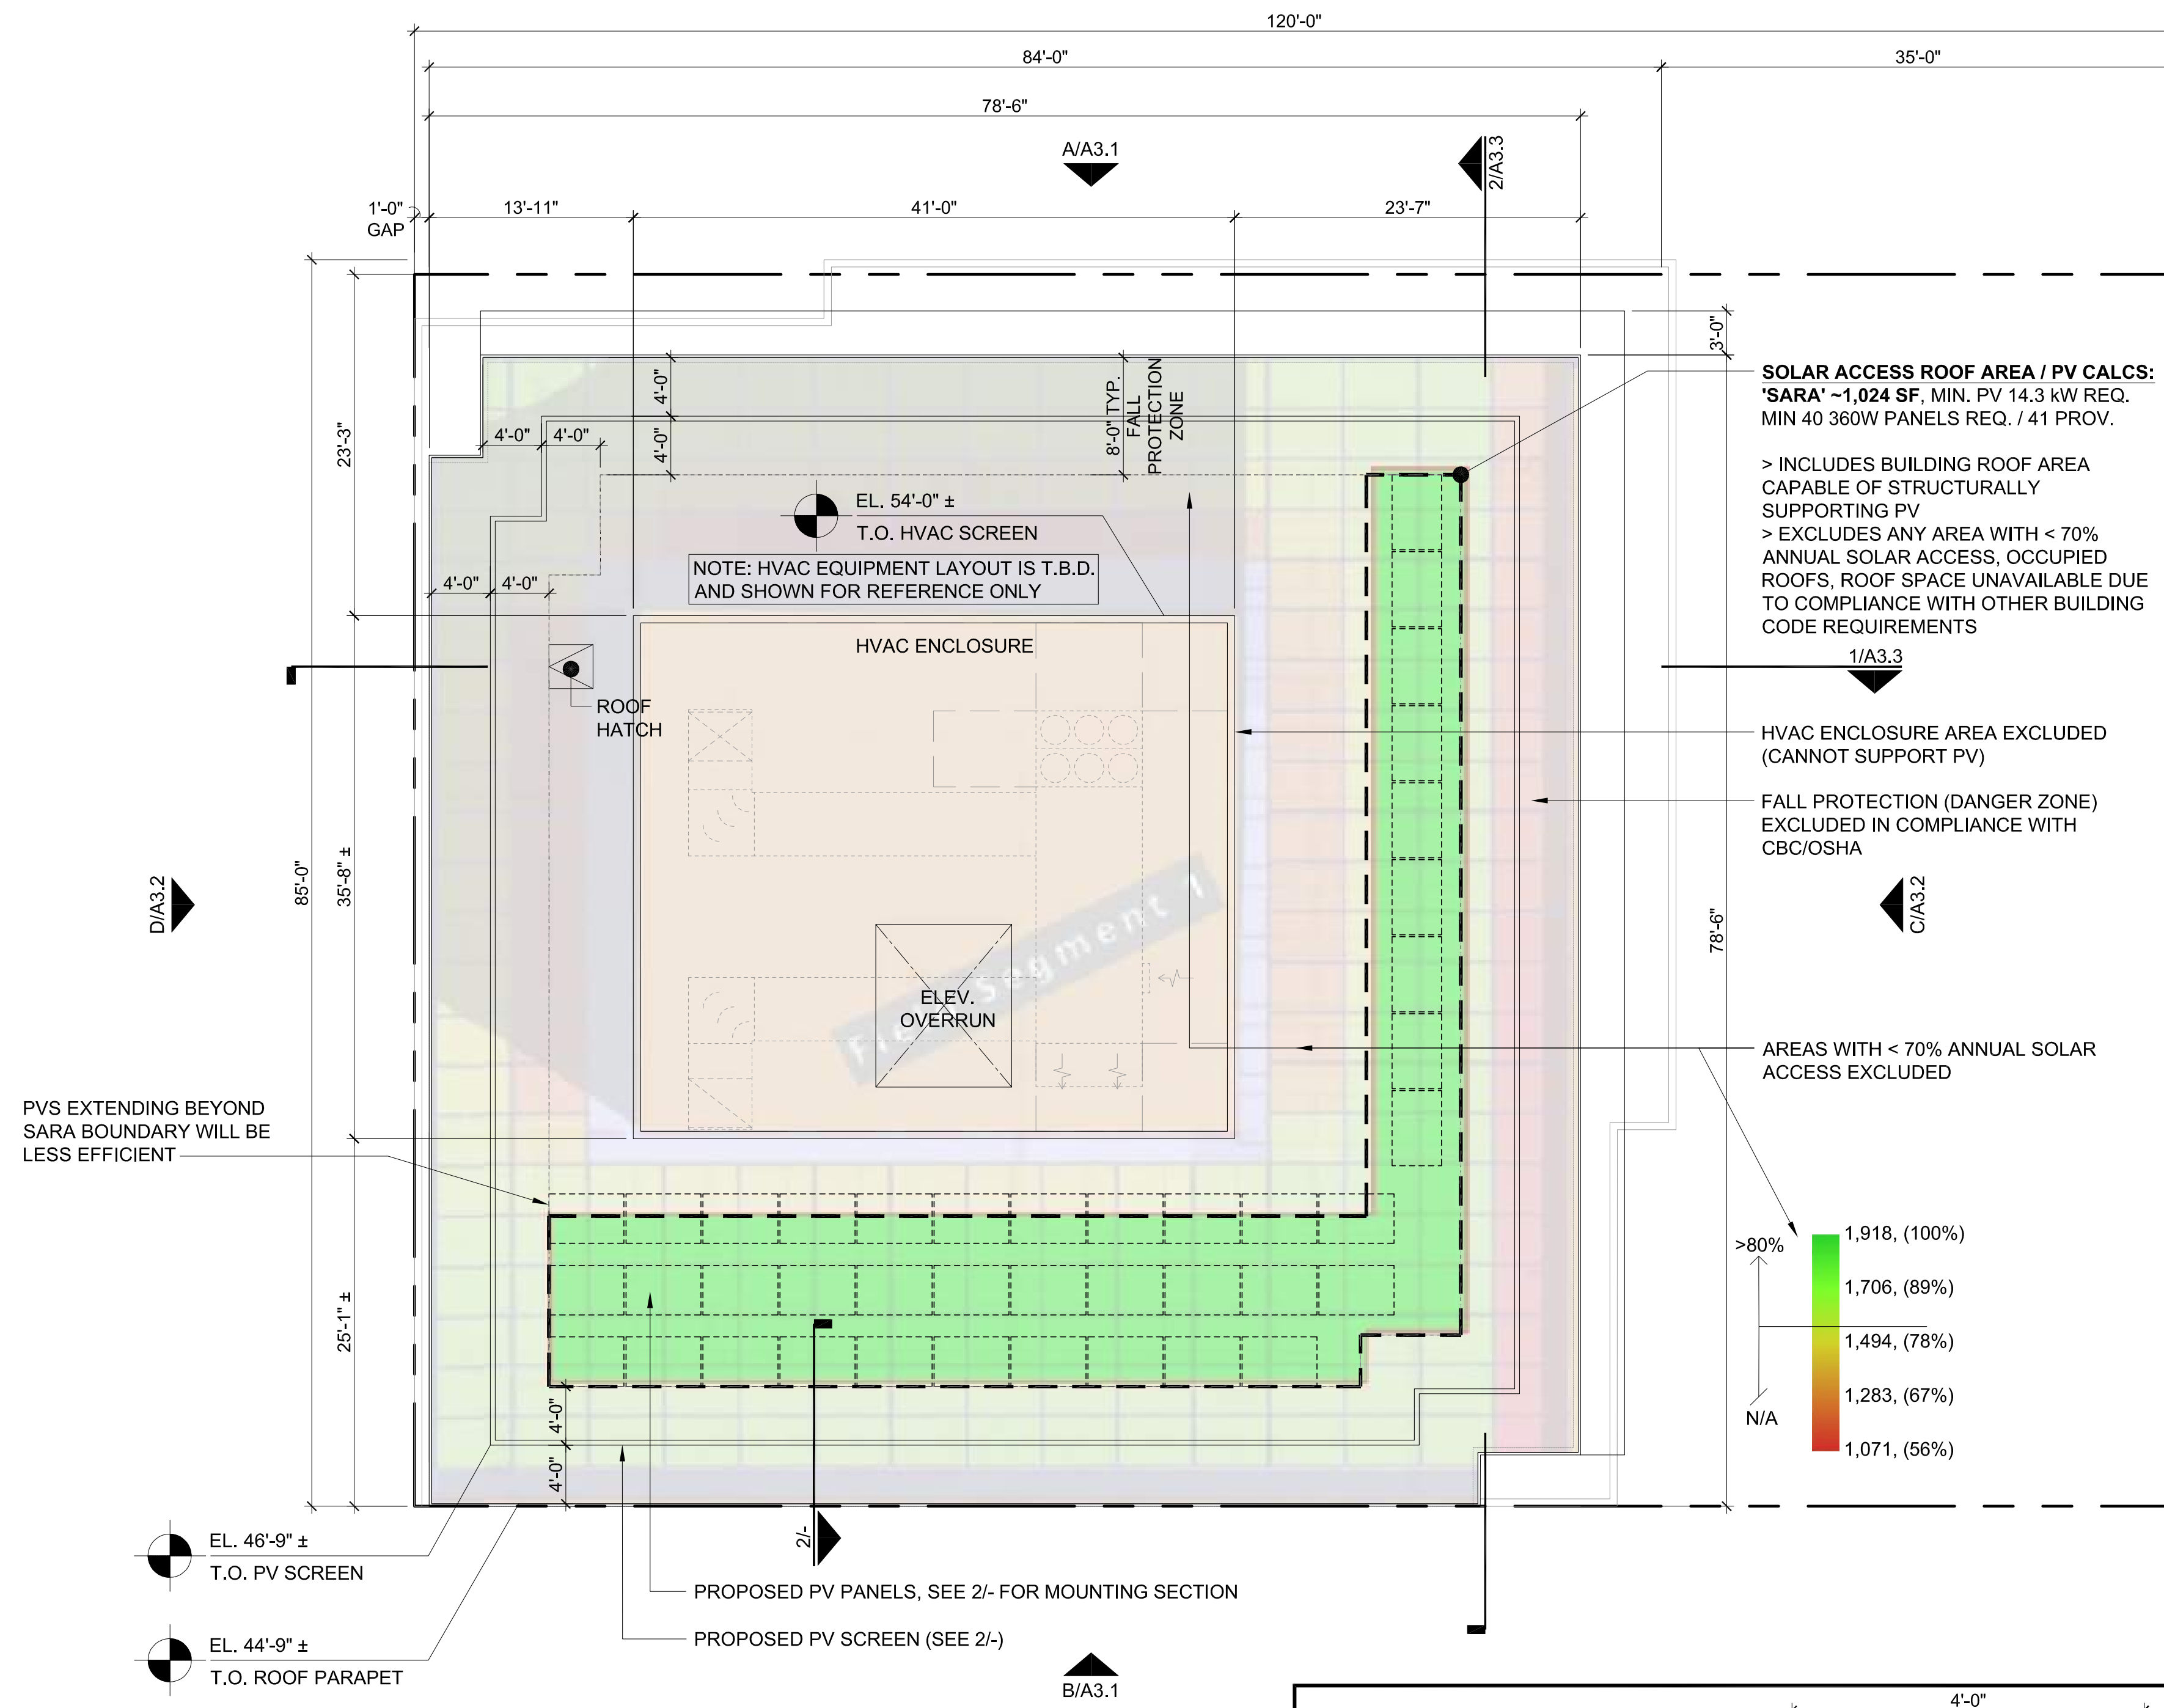 120'-0"
84'-0"
35'-0"
78'-6"
A/A3.1
2/A3.3
1'-0"
GAP
13'-11"
41'-0"
23'-7"
3'-0"
SOLAR ACCESS ROOF AREA / PV CALCS:
'SARA' ~1,024 SF, MIN. PV 14.3 kW REQ.
MIN 40 360W PANELS REQ. / 41 PROV.
> INCLUDES BUILDING ROOF AREA
CAPABLE OF STRUCTURALLY
SUPPORTING PV
> EXCLUDES ANY AREA WITH < 70%
ANNUAL SOLAR ACCESS, OCCUPIED
ROOFS, ROOF SPACE UNAVAILABLE DUE
TO COMPLIANCE WITH OTHER BUILDING
CODE REQUIREMENTS
1/A3.3
4'-0"
4'-0"
8'-0" TYP.
FALL
PROTECTION
ZONE
4'-0"
4'-0"
23'-3"
EL. 54'-0" ±
T.O. HVAC SCREEN
NOTE: HVAC EQUIPMENT LAYOUT IS T.B.D.
AND SHOWN FOR REFERENCE ONLY
4'-0"
4'-0"
HVAC ENCLOSURE
ROOF
HATCH
HVAC ENCLOSURE AREA EXCLUDED
(CANNOT SUPPORT PV)
FALL PROTECTION (DANGER ZONE)
EXCLUDED IN COMPLIANCE WITH
CBC/OSHA
D/A3.2
85'-0"
35'-8" ±
78'-6"
C/A3.2
Field Segment 1
ELEV.
OVERRUN
AREAS WITH < 70% ANNUAL SOLAR
ACCESS EXCLUDED
PVS EXTENDING BEYOND
SARA BOUNDARY WILL BE
LESS EFFICIENT
25'-1" ±
>80%
N/A
1,918, (100%)
1,706, (89%)
1,494, (78%)
1,283, (67%)
1,071, (56%)
4'-0"
4'-0"
2/-
EL. 46'-9" ±
T.O. PV SCREEN
PROPOSED PV PANELS, SEE 2/- FOR MOUNTING SECTION
PROPOSED PV SCREEN (SEE 2/-)
EL. 44'-9" ±
T.O. ROOF PARAPET
B/A3.1
4'-0"